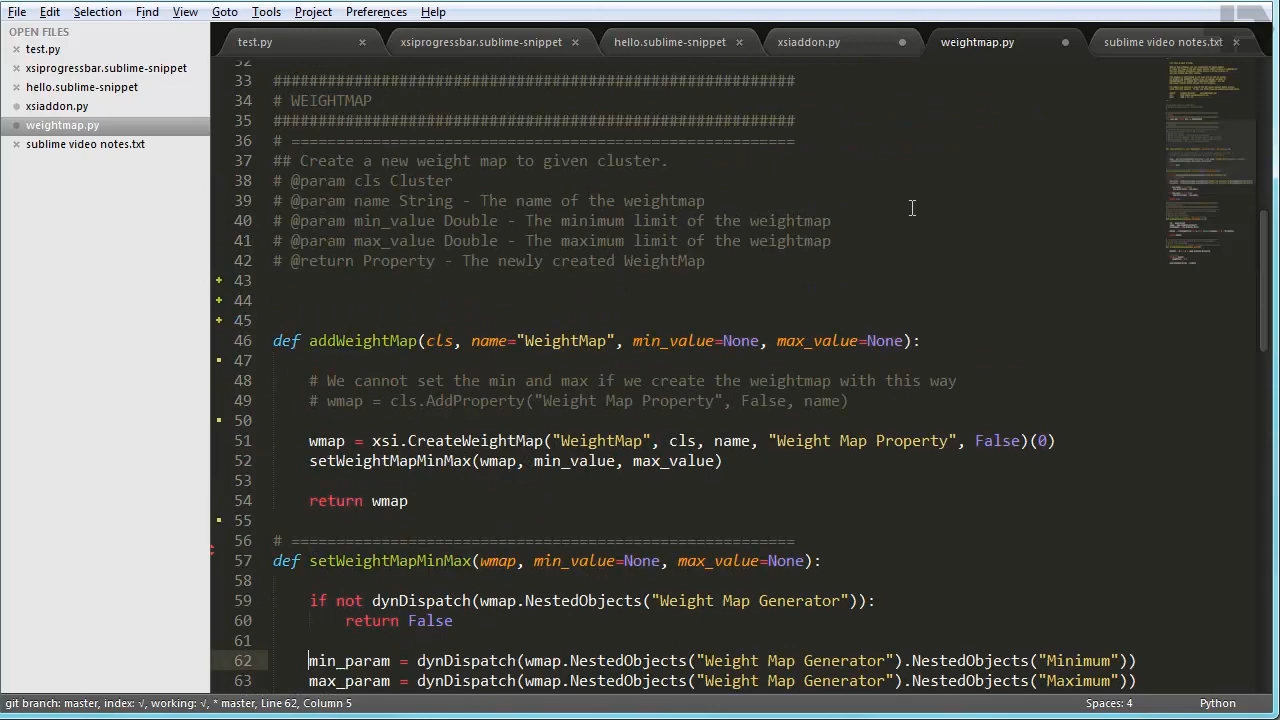 File Edit Selection Find View Goto Tools Project Preferences Help
OPEN FILES
test.py
xsiprogressbar.sublime-snippet
hello.sublime-snippet
xsiaddon.py
weightmap.py
sublime video notes.txt
test.py xsiprogressbar.sublime-snippet hello.sublime-snippet xsiaddon.py weightmap.py sublime video notes.txt
32
33 ##########################################################
34 # WEIGHTMAP
35 ##########################################################
36 # ========================================================
37 ## Create a new weight map to given cluster.
38 # @param cls Cluster
39 # @param name String - The name of the weightmap
40 # @param min_value Double - The minimum limit of the weightmap
41 # @param max_value Double - The maximum limit of the weightmap
42 # @return Property - The newly created WeightMap
43
44
45
46 def addWeightMap(cls, name="WeightMap", min_value=None, max_value=None):
47
48 # We cannot set the min and max if we create the weightmap with this way
49 # wmap = cls.AddProperty("Weight Map Property", False, name)
50
51 wmap = xsi.CreateWeightMap("WeightMap", cls, name, "Weight Map Property", False)(0)
52 setWeightMapMinMax(wmap, min_value, max_value)
53
54 return wmap
55
56 # ========================================================
57 def setWeightMapMinMax(wmap, min_value=None, max_value=None):
58
59 if not dynDispatch(wmap.NestedObjects("Weight Map Generator")):
60 return False
61
62 min_param = dynDispatch(wmap.NestedObjects("Weight Map Generator").NestedObjects("Minimum"))
63 max_param = dynDispatch(wmap.NestedObjects("Weight Map Generator").NestedObjects("Maximum"))
git branch: master, index: √, working: √, * master, Line 62, Column 5 Spaces: 4 Python